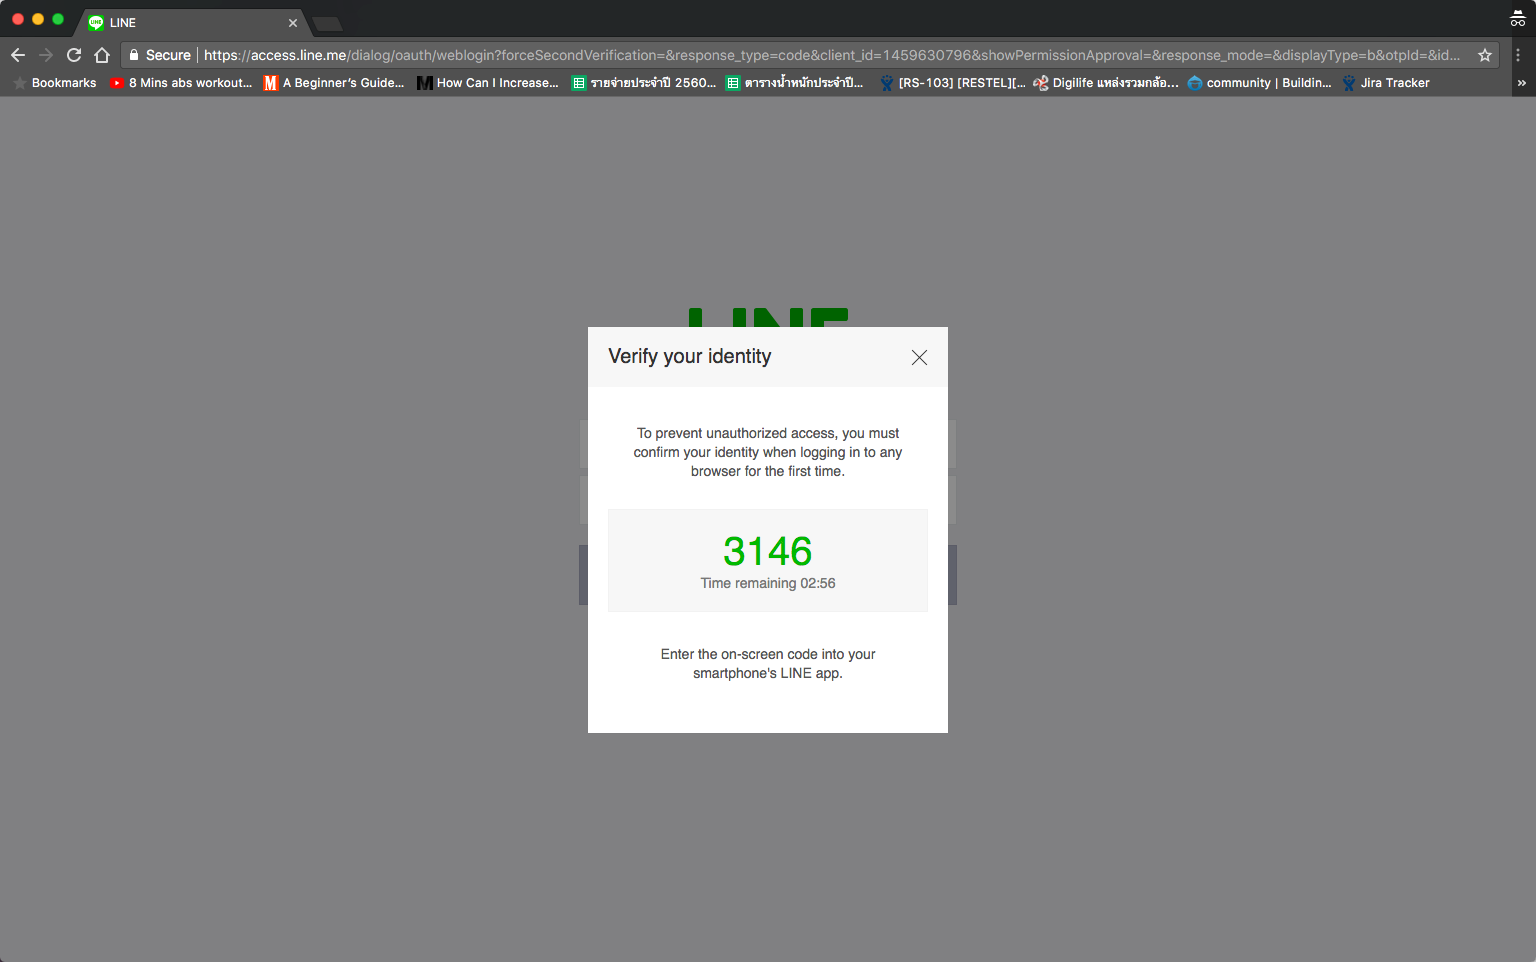 LINE
Secure
https://access.line.me/dialog/oauth/weblogin?forceSecondVerification=&response_type=code&client_id=1459630796&showPermissionApproval=&response_mode=&displayType=b&otpId=&id...
Bookmarks
8 Mins abs workout...
A Beginner's Guide...
How Can I Increase...
รายจ่ายประจำปี 2560...
ตารางน้ำหนักประจำปี...
[RS-103] [RESTEL][...
Digilife แหล่งรวมกล้อ...
community | Buildin...
Jira Tracker
LINE
Verify your identity
To prevent unauthorized access, you must
confirm your identity when logging in to any
browser for the first time.
3146
Time remaining 02:56
Enter the on-screen code into your
smartphone's LINE app.